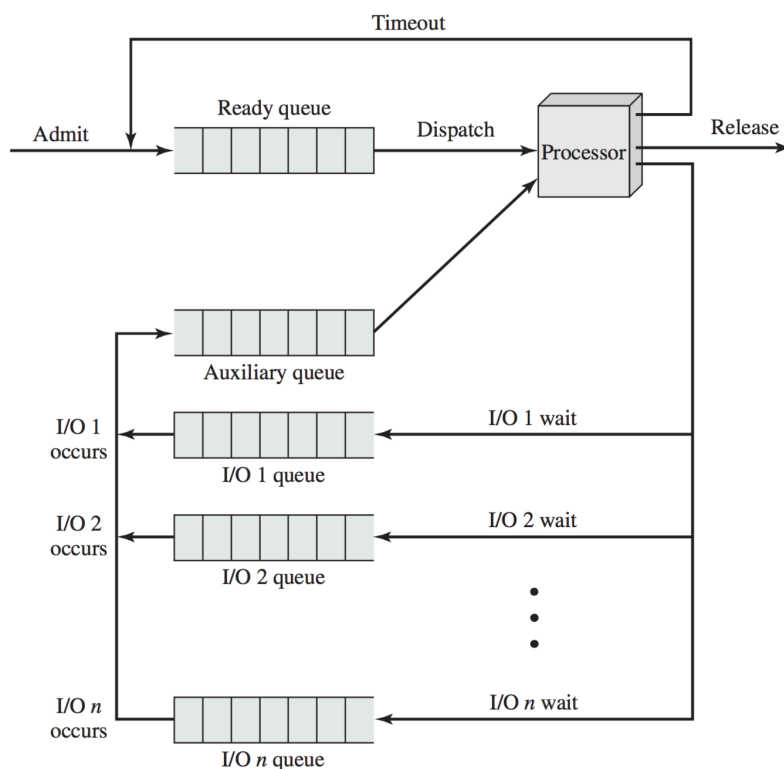 Timeout
Ready queue
Admit
Dispatch
Processor
Release
Auxiliary queue
I/O 1
occurs
I/O 1 wait
I/O 1 queue
I/O 2
occurs
I/O 2 wait
I/O 2 queue
I/O n
occurs
I/O n wait
I/O n queue